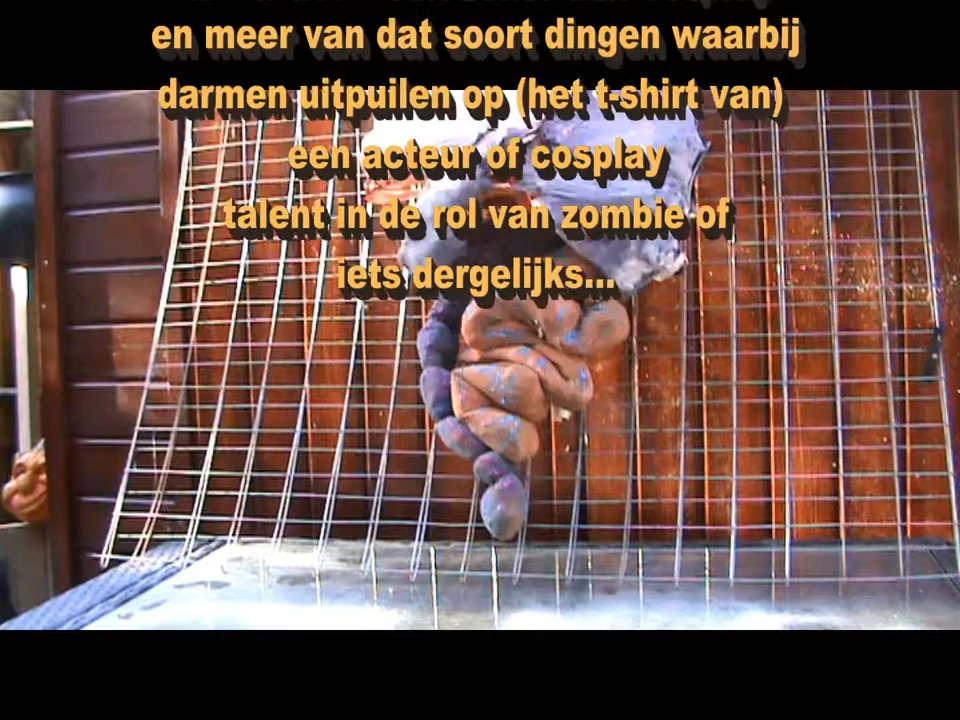 en meer van dat soort dingen waarbij
darmen uitpuilen op (het t-shirt van)
een acteur of cosplay
talent in de rol van zombie of
iets dergelijks...